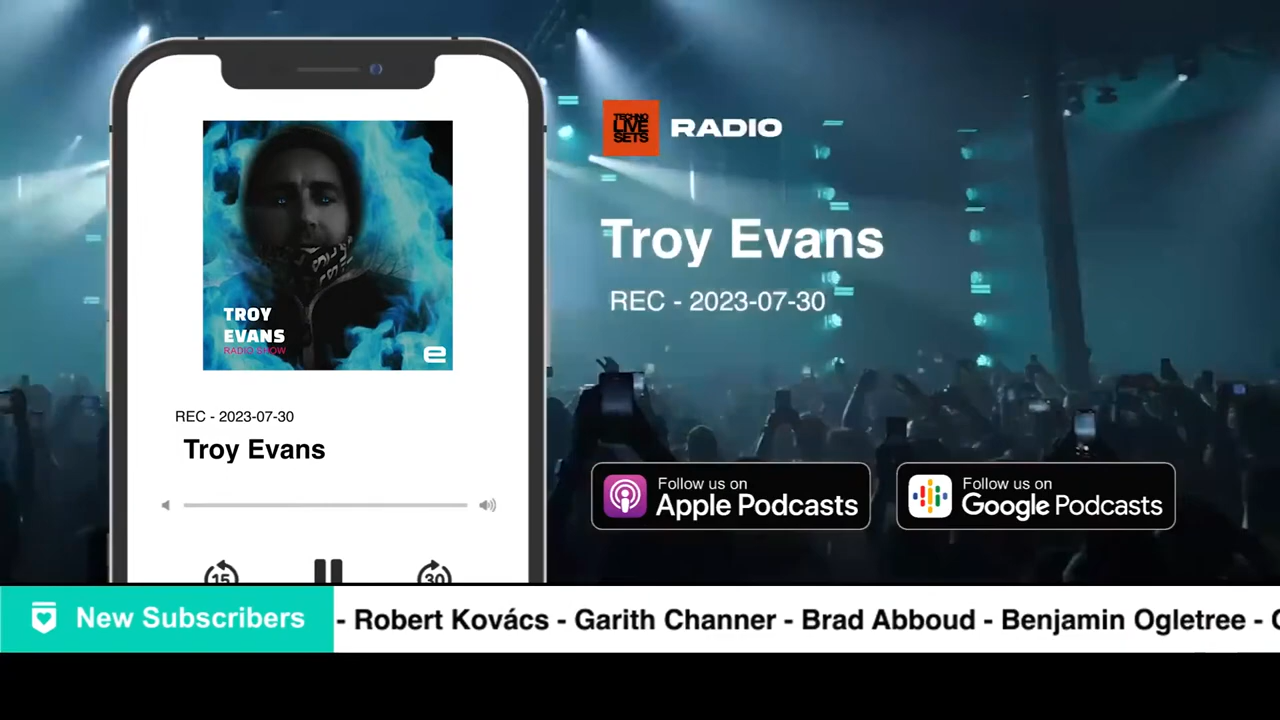 TROY
EVANS
RADIO SHOW
e
REC - 2023-07-30
Troy Evans
15
30
TECHNO
LIVE
SETS
RADIO
Troy Evans
REC - 2023-07-30
Follow us on
Apple Podcasts
Follow us on
Google Podcasts
New Subscribers
- Robert Kovács - Garith Channer - Brad Abboud - Benjamin Ogletree -